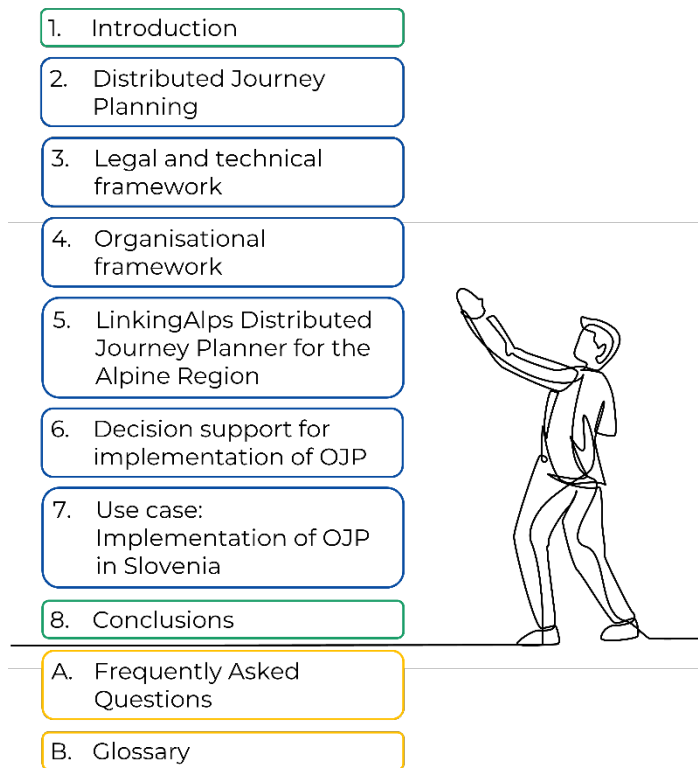 1. Introduction
2. Distributed Journey
Planning
3. Legal and technical
framework
4. Organisational
framework
5. LinkingAlps Distributed
Journey Planner for the
Alpine Region
6. Decision support for
implementation of OJP
7. Use case:
Implementation of OJP
in Slovenia
8. Conclusions
A. Frequently Asked
Questions
B. Glossary